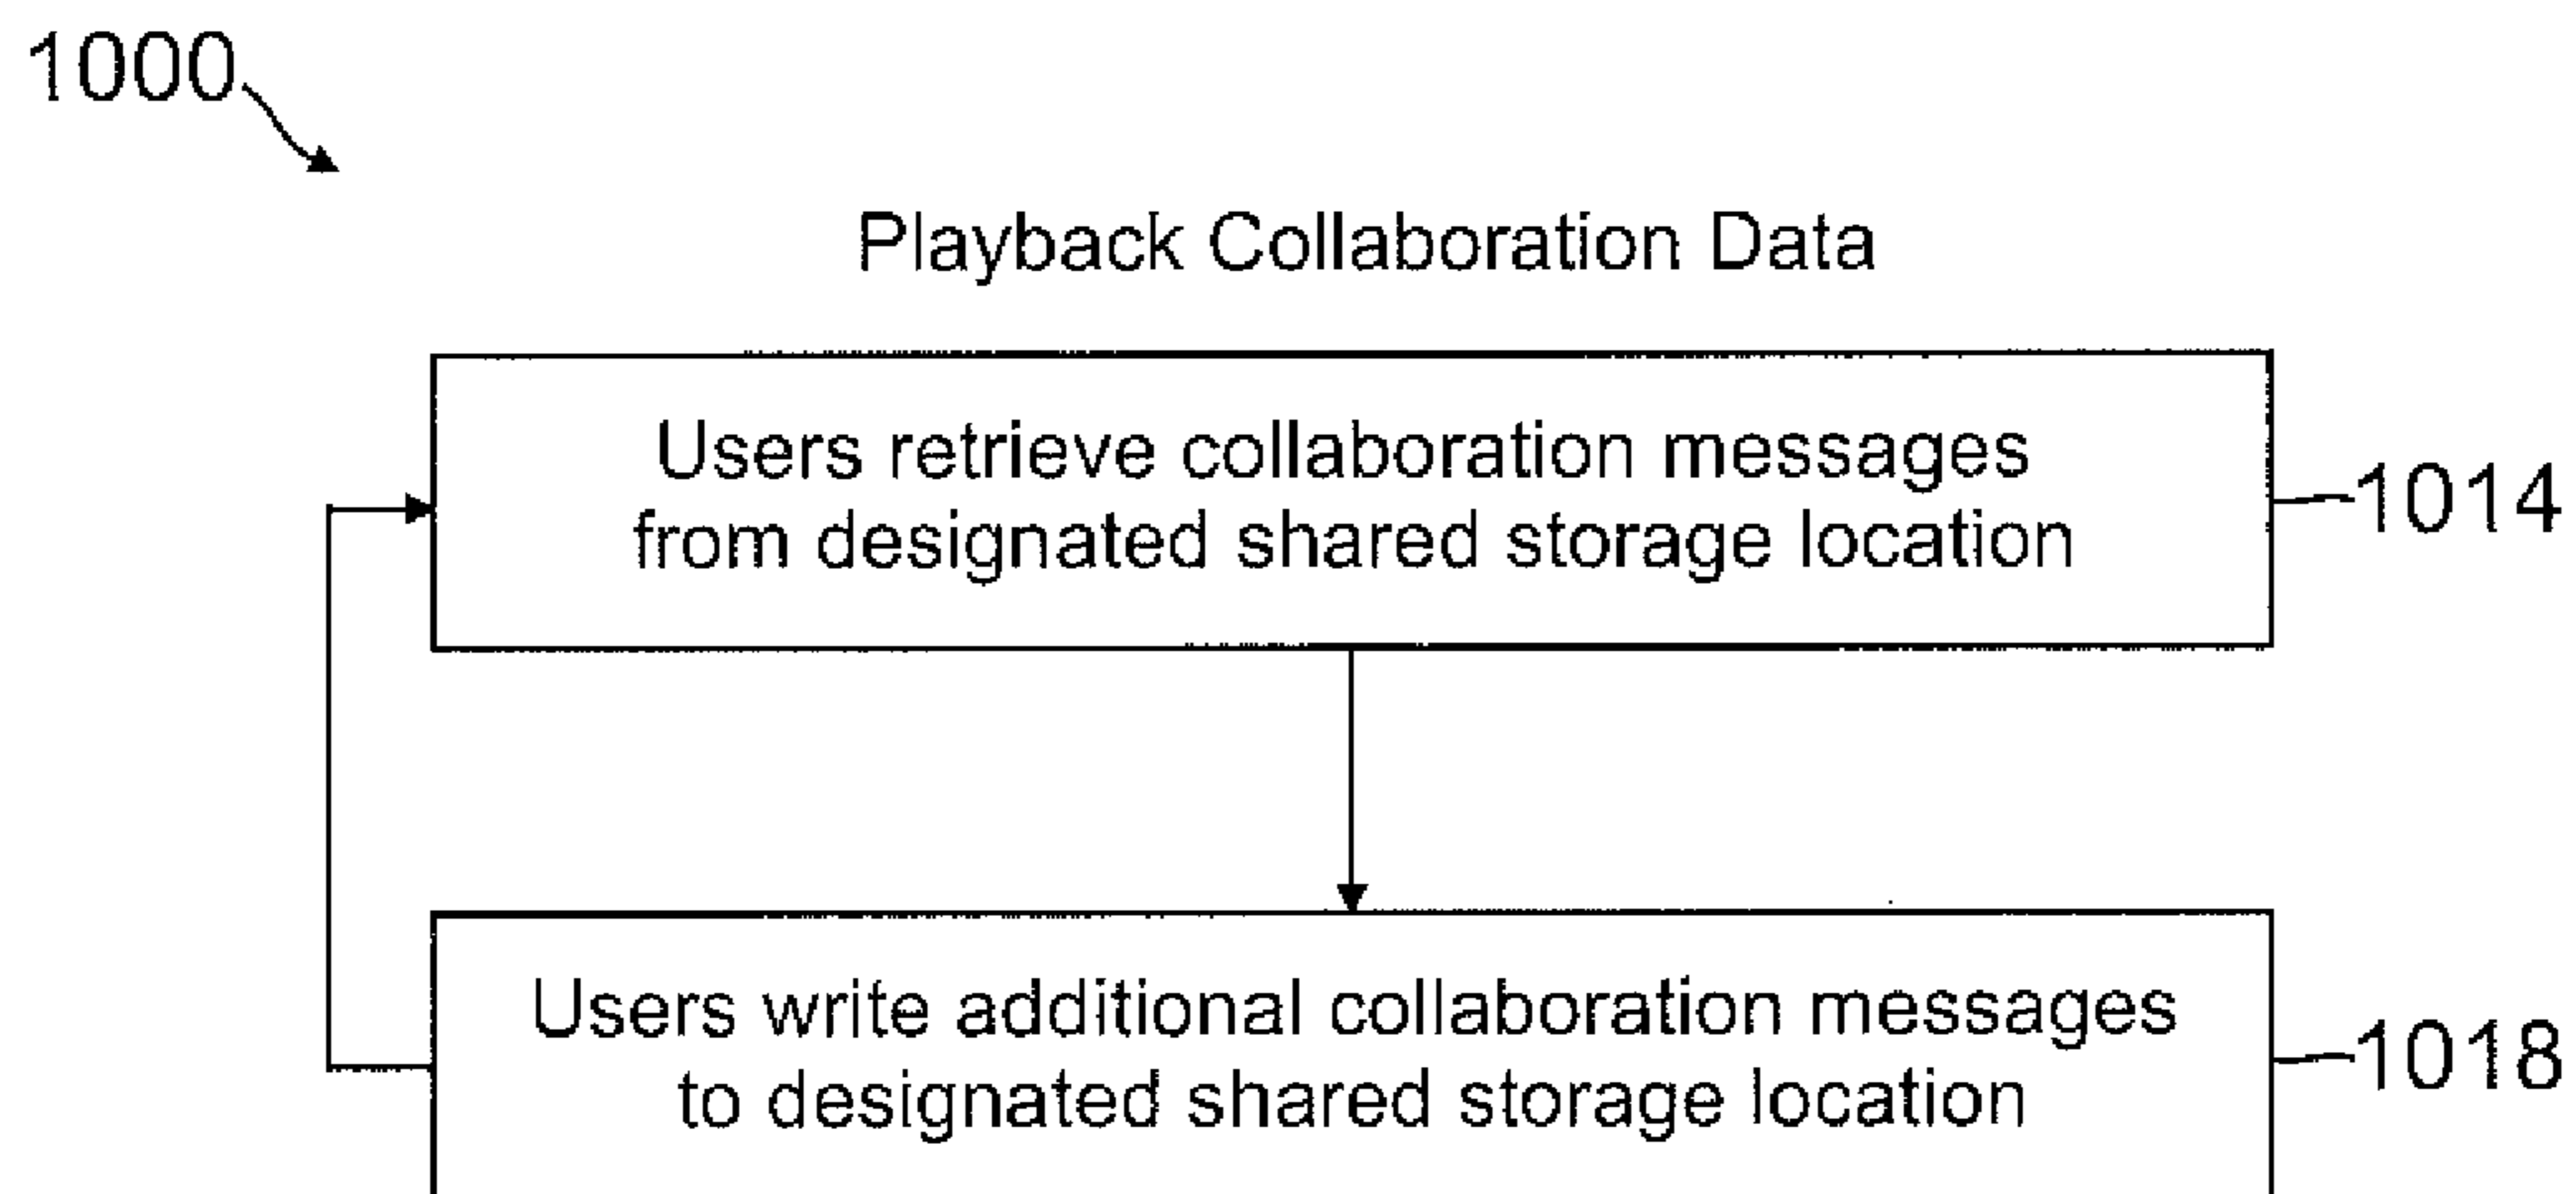 1000
Playback Collaboration Data
Users retrieve collaboration messages
from designated shared storage location
1014
Users write additional collaboration messages
to designated shared storage location
1018